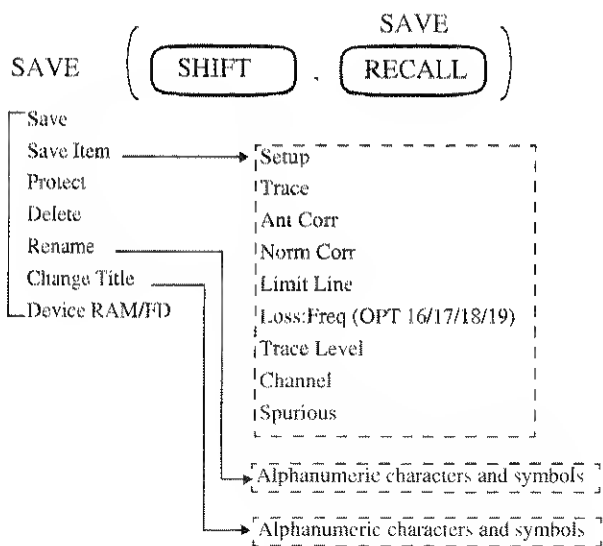 SAVE
SAVE ( SHIFT , RECALL )
Save
Save Item
Protect
Delete
Rename
Change Title
Device RAM/FD
Setup
Trace
Ant Corr
Norm Corr
Limit Line
Loss:Freq (OPT 16/17/18/19)
Trace Level
Channel
Spurious
Alphanumeric characters and symbols
Alphanumeric characters and symbols